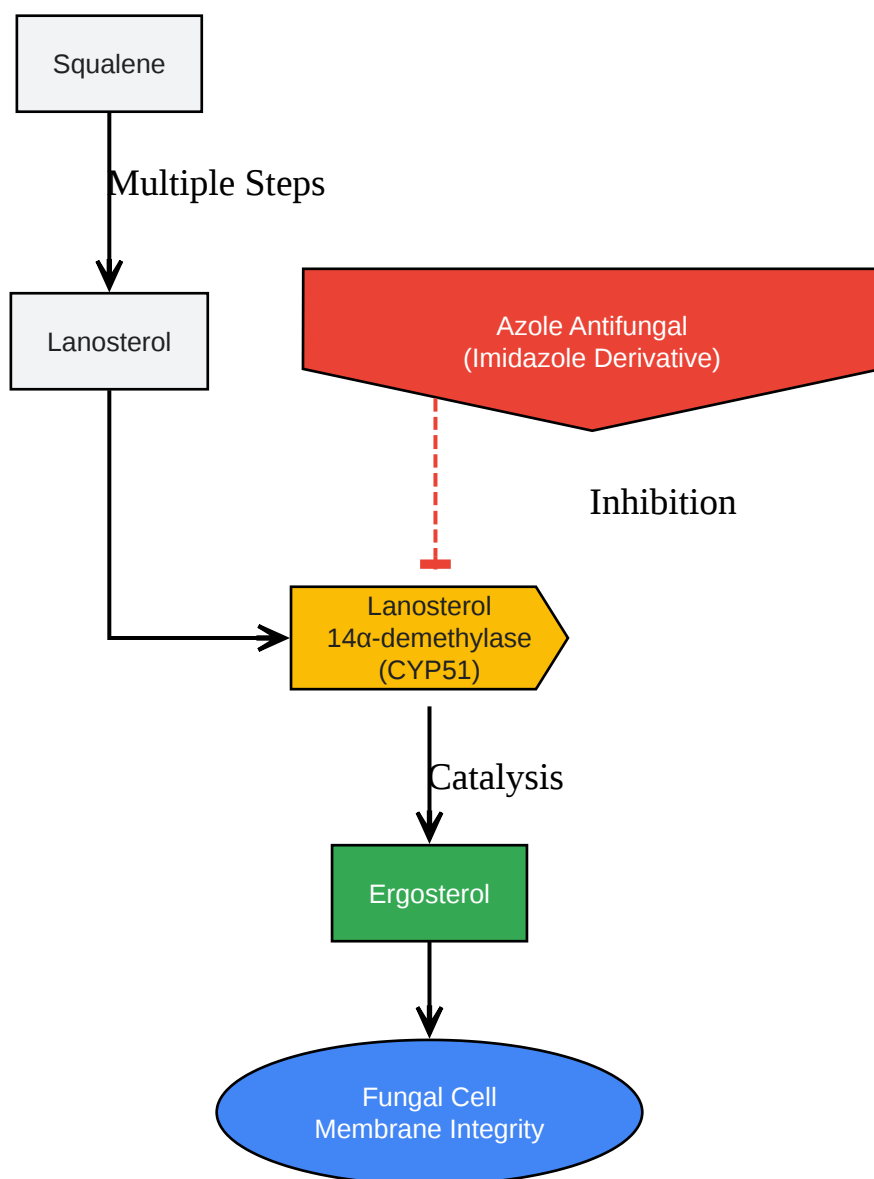 Squalene
Multiple Steps
Lanosterol
Azole Antifungal
(Imidazole Derivative)
Inhibition
Lanosterol
14α-demethylase
(CYP51)
Catalysis
Ergosterol
Fungal Cell
Membrane Integrity